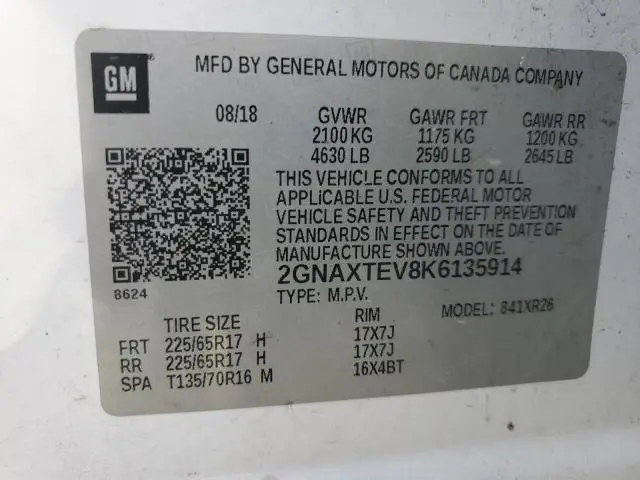 GM
MFD BY GENERAL MOTORS OF CANADA COMPANY
08/18 GVWR GAWR FRT GAWR RR
2100 KG 1175 KG 1200 KG
4630 LB 2590 LB 2645 LB
THIS VEHICLE CONFORMS TO ALL
APPLICABLE U.S. FEDERAL MOTOR
VEHICLE SAFETY AND THEFT PREVENTION
STANDARDS IN EFFECT ON THE DATE OF
MANUFACTURE SHOWN ABOVE.
8624
2GNAXTEV8K6135914
TYPE: M.P.V. MODEL: 841XR26
TIRE SIZE RIM
FRT 225/65R17 H 17X7J
RR 225/65R17 H 17X7J
SPA T135/70R16 M 16X4BT